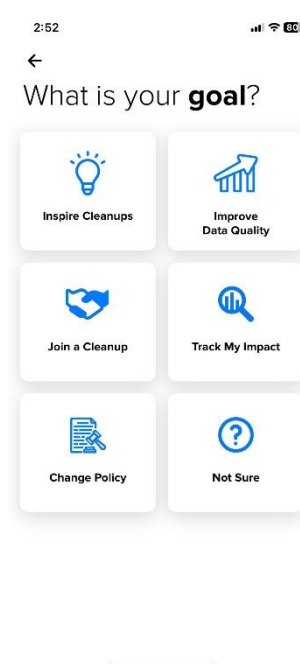 2:52
80
What is your goal?
Inspire Cleanups
Improve
Data Quality
Join a Cleanup
Track My Impact
Change Policy
Not Sure